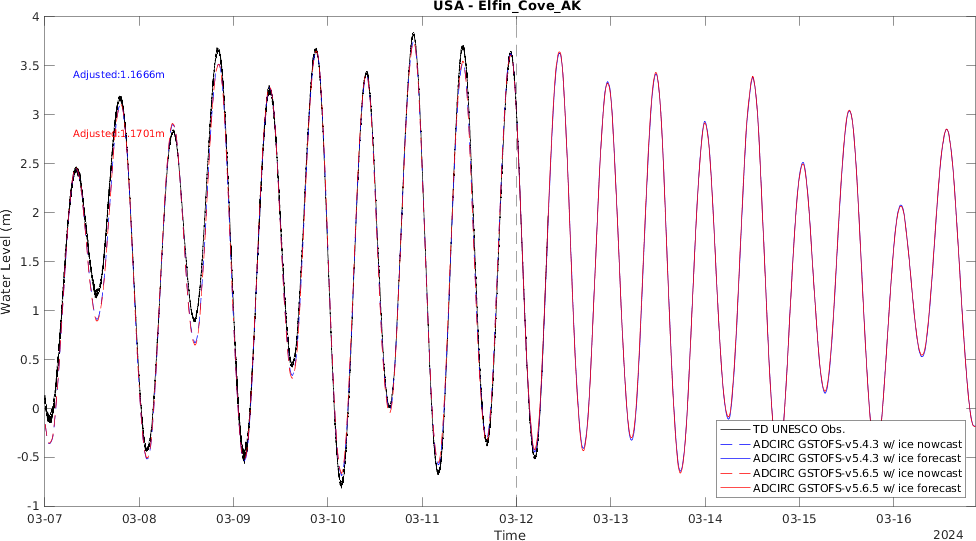 USA - Elfin_Cove_AK
Water Level (m)
4
3.5
3
2.5
2
1.5
1
0.5
0
-0.5
-1
Adjusted:1.1666m
Adjusted:1.1701m
TD UNESCO Obs.
ADCIRC GSTOFS-v5.4.3 w/ ice nowcast
ADCIRC GSTOFS-v5.4.3 w/ ice forecast
ADCIRC GSTOFS-v5.6.5 w/ ice nowcast
ADCIRC GSTOFS-v5.6.5 w/ ice forecast
03-07 03-08 03-09 03-10 03-11 03-12 03-13 03-14 03-15 03-16
Time
2024